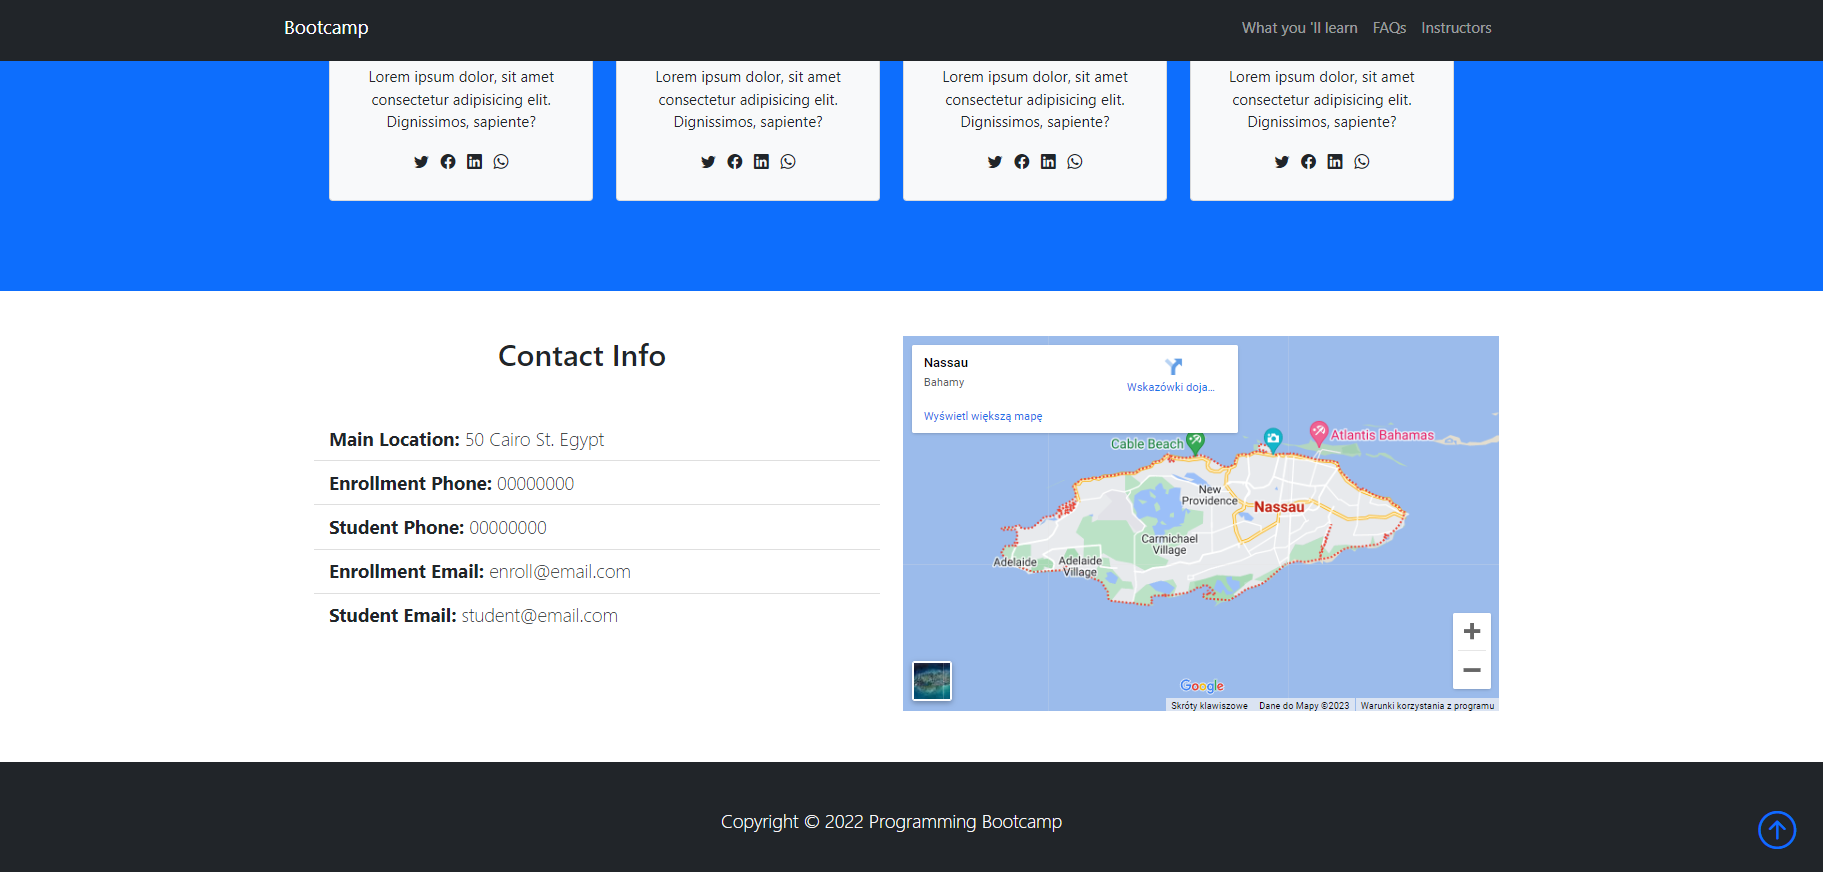 Bootcamp
What you 'll learn FAQs Instructors
Lorem ipsum dolor, sit amet
consectetur adipisicing elit.
Dignissimos, sapiente?
Lorem ipsum dolor, sit amet
consectetur adipisicing elit.
Dignissimos, sapiente?
Lorem ipsum dolor, sit amet
consectetur adipisicing elit.
Dignissimos, sapiente?
Lorem ipsum dolor, sit amet
consectetur adipisicing elit.
Dignissimos, sapiente?
Contact Info
Main Location: 50 Cairo St. Egypt
Enrollment Phone: 00000000
Student Phone: 00000000
Enrollment Email: enroll@email.com
Student Email: student@email.com
Nassau
Bahamy
Wskazówki doja...
Wyświetl większą mapę
Cable Beach
Atlantis Bahamas
New
Providence
Nassau
Carmichael
Village
Adelaide
Adelaide
Village
Google
Skróty klawiszowe
Dane do Mapy ©2023
Warunki korzystania z programu
Copyright © 2022 Programming Bootcamp